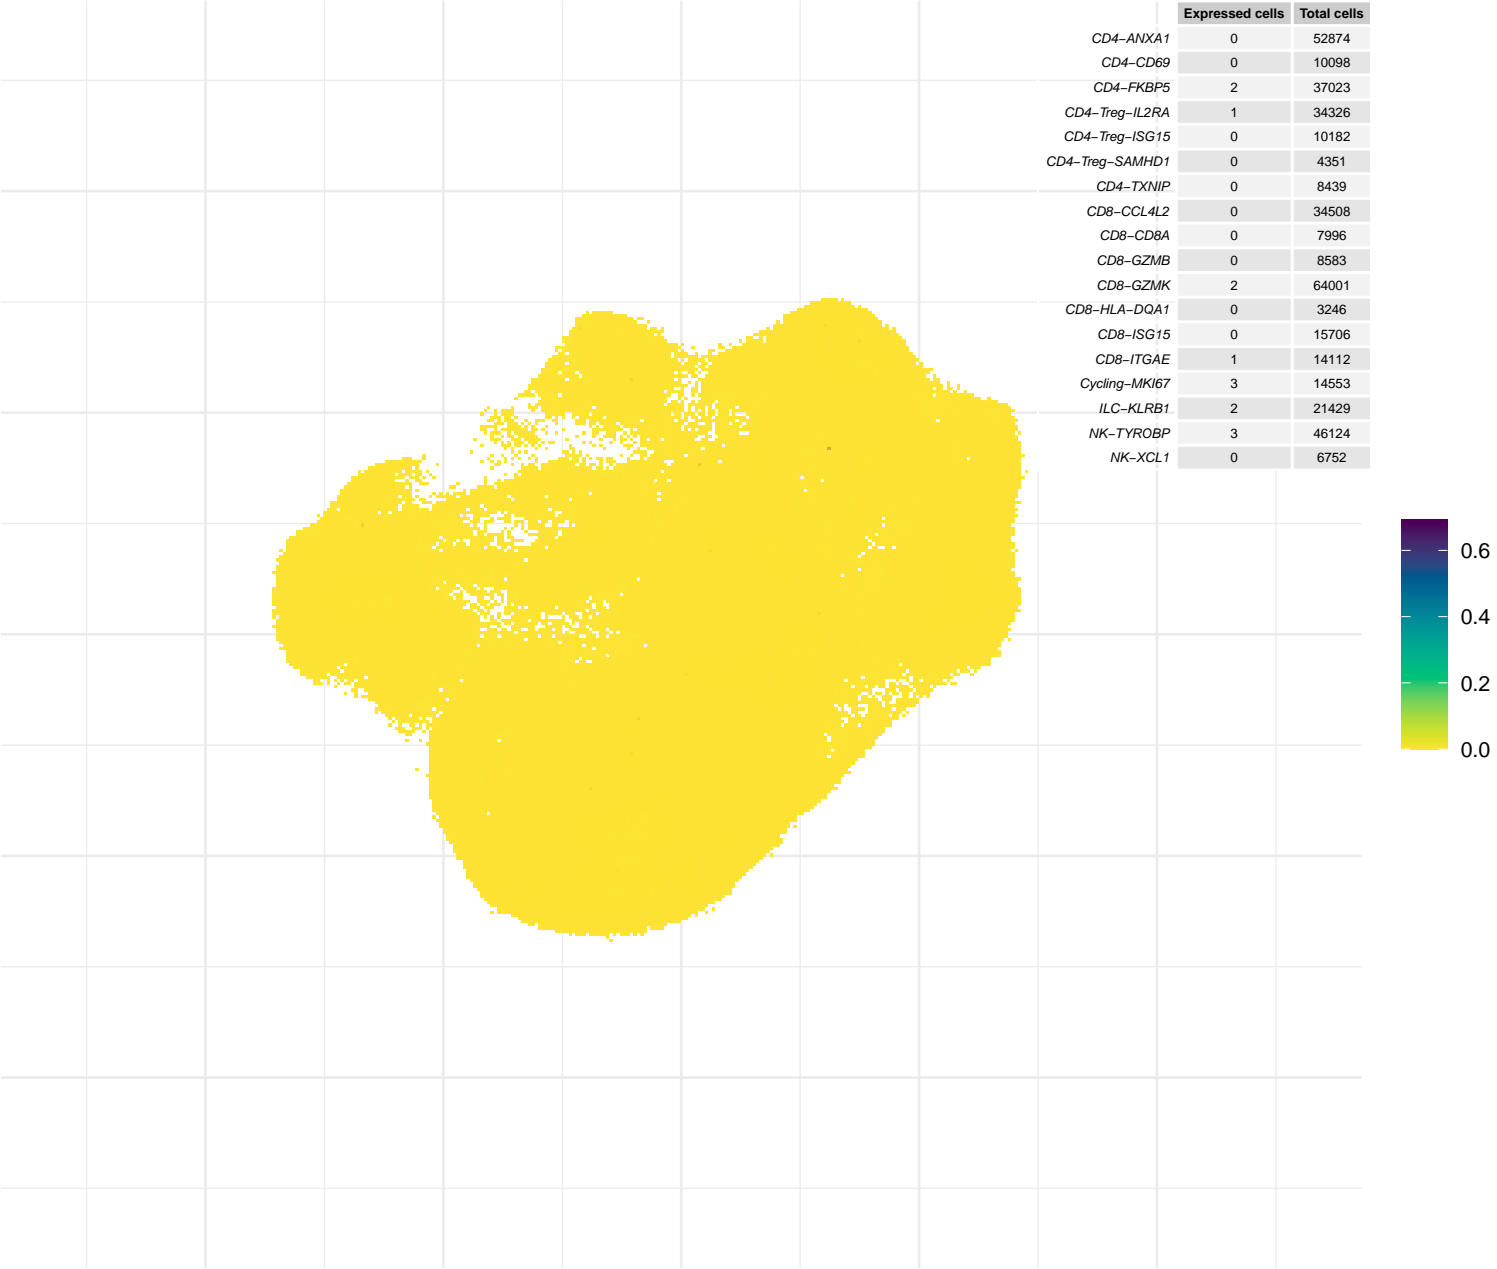 Expressed cells Total cells
CD4−ANXA1 0 52874
CD4−CD69 0 10098
CD4−FKBP5 2 37023
CD4−Treg−IL2RA 1 34326
CD4−Treg−ISG15 0 10182
CD4−Treg−SAMHD1 0 4351
CD4−TXNIP 0 8439
CD8−CCL4L2 0 34508
CD8−CD8A 0 7996
CD8−GZMB 0 8583
CD8−GZMK 2 64001
CD8−HLA−DQA1 0 3246
CD8−ISG15 0 15706
CD8−ITGAE 1 14112
Cycling−MKI67 3 14553
ILC−KLRB1 2 21429
NK−TYROBP 3 46124
NK−XCL1 0 6752
0.6
0.4
0.2
0.0